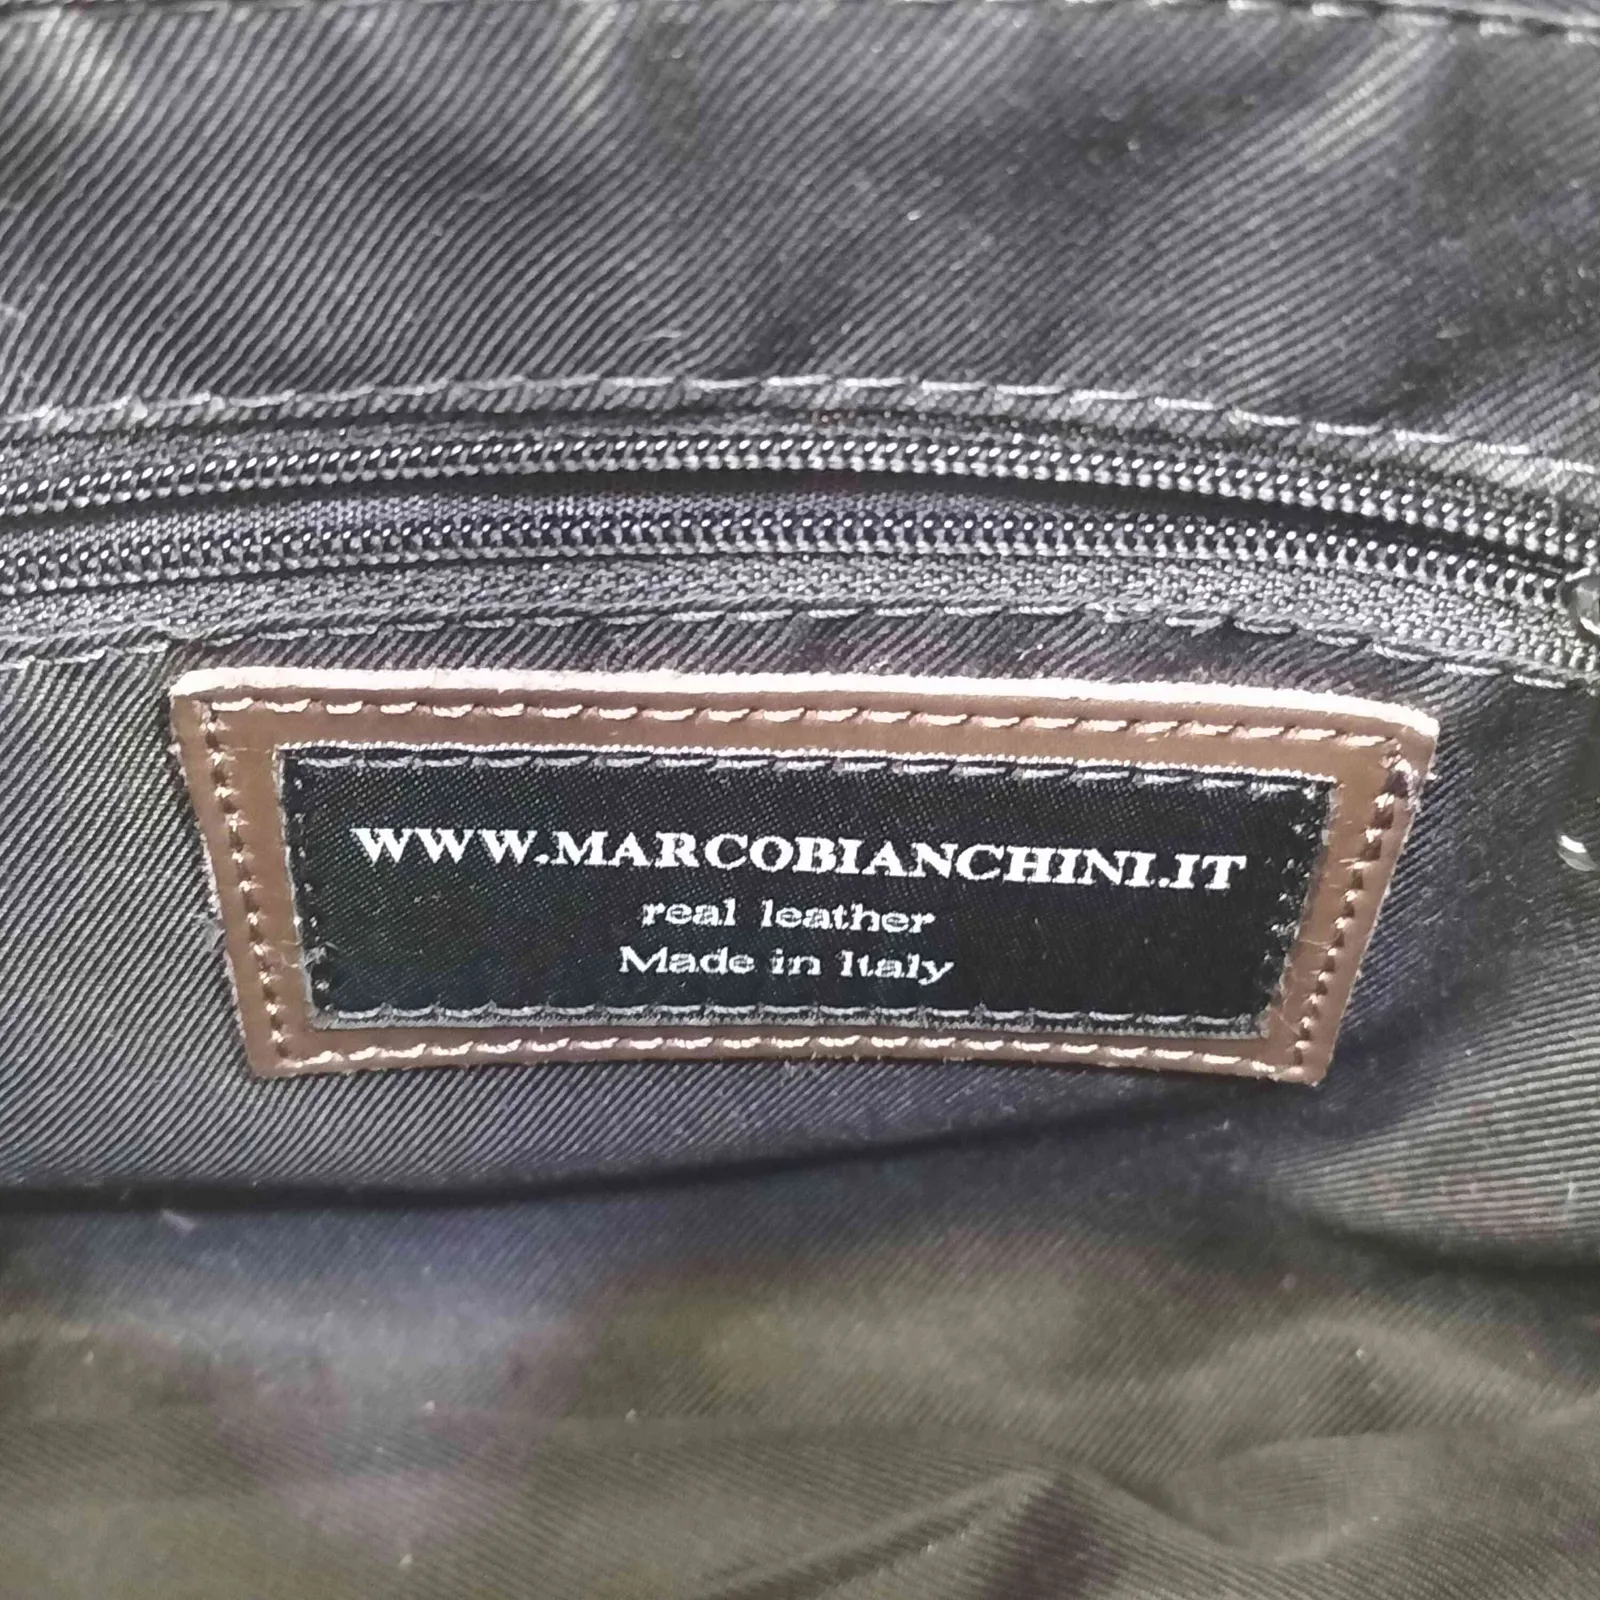 WWW.MARCOBIANCHINI.IT
real leather
Made in Italy